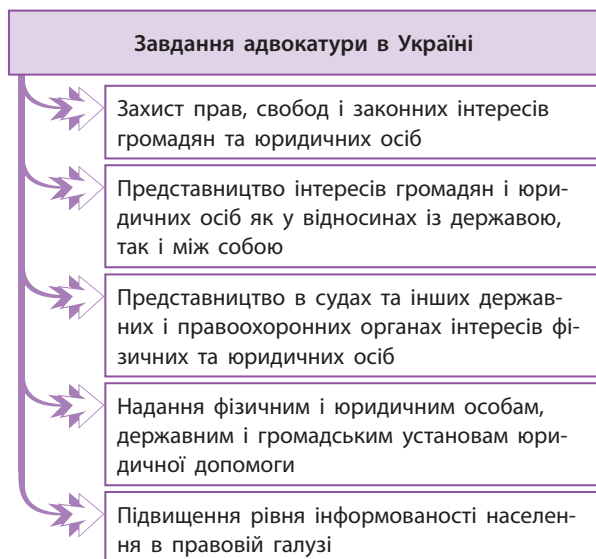 Завдання адвокатури в Україні
Захист прав, свобод і законних інтересів
громадян та юридичних осіб
Представництво інтересів громадян і юри-
дичних осіб як у відносинах із державою,
так і між собою
Представництво в судах та інших держав-
них і правоохоронних органах інтересів фі-
зичних та юридичних осіб
Надання фізичним і юридичним особам,
державним і громадським установам юри-
дичної допомоги
Підвищення рівня інформованості населен-
ня в правовій галузі